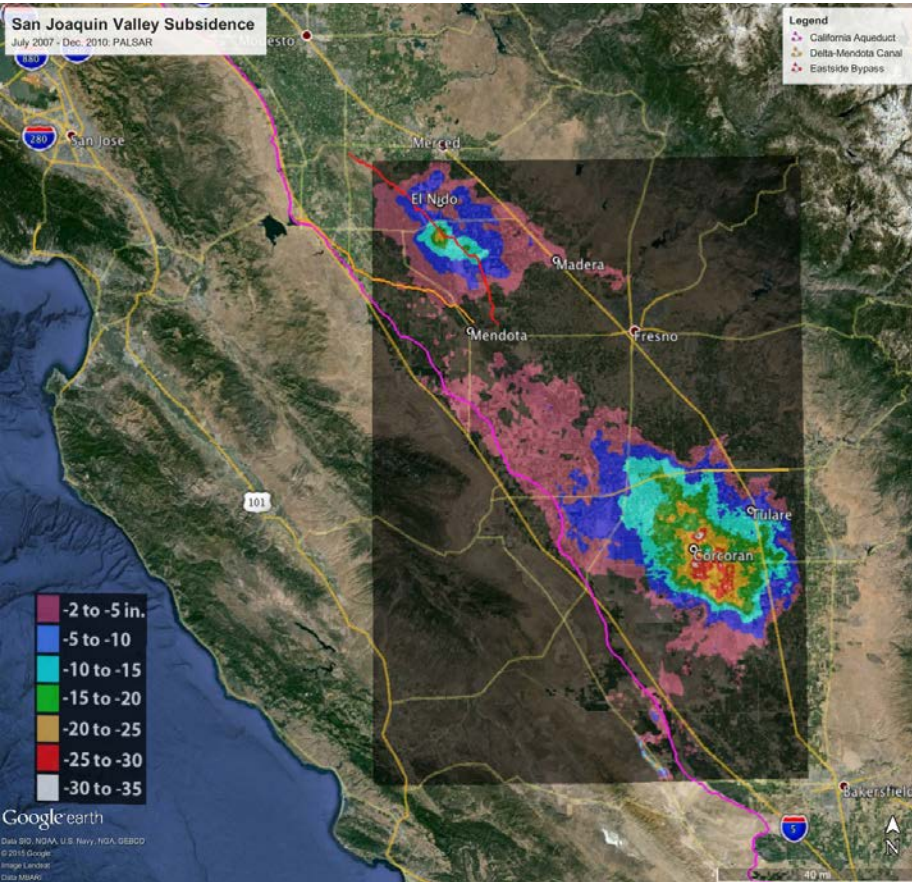 San Joaquin Valley Subsidence
July 2007 - Dec. 2010: PALSAR
Legend
California Aqueduct
Delta-Mendota Canal
Eastside Bypass
Modesto
880
280
San Jose
Merced
El Nido
Madera
Mendota
Fresno
101
Tulare
Corcoran
-2 to -5 in.
-5 to -10
-10 to -15
-15 to -20
-20 to -25
-25 to -30
-30 to -35
Google earth
Data SIO, NOAA, U.S. Navy, NGA, GEBCO
© 2015 Google
Image Landsat
Data MBARI
Bakersfield
5
N
40 mi